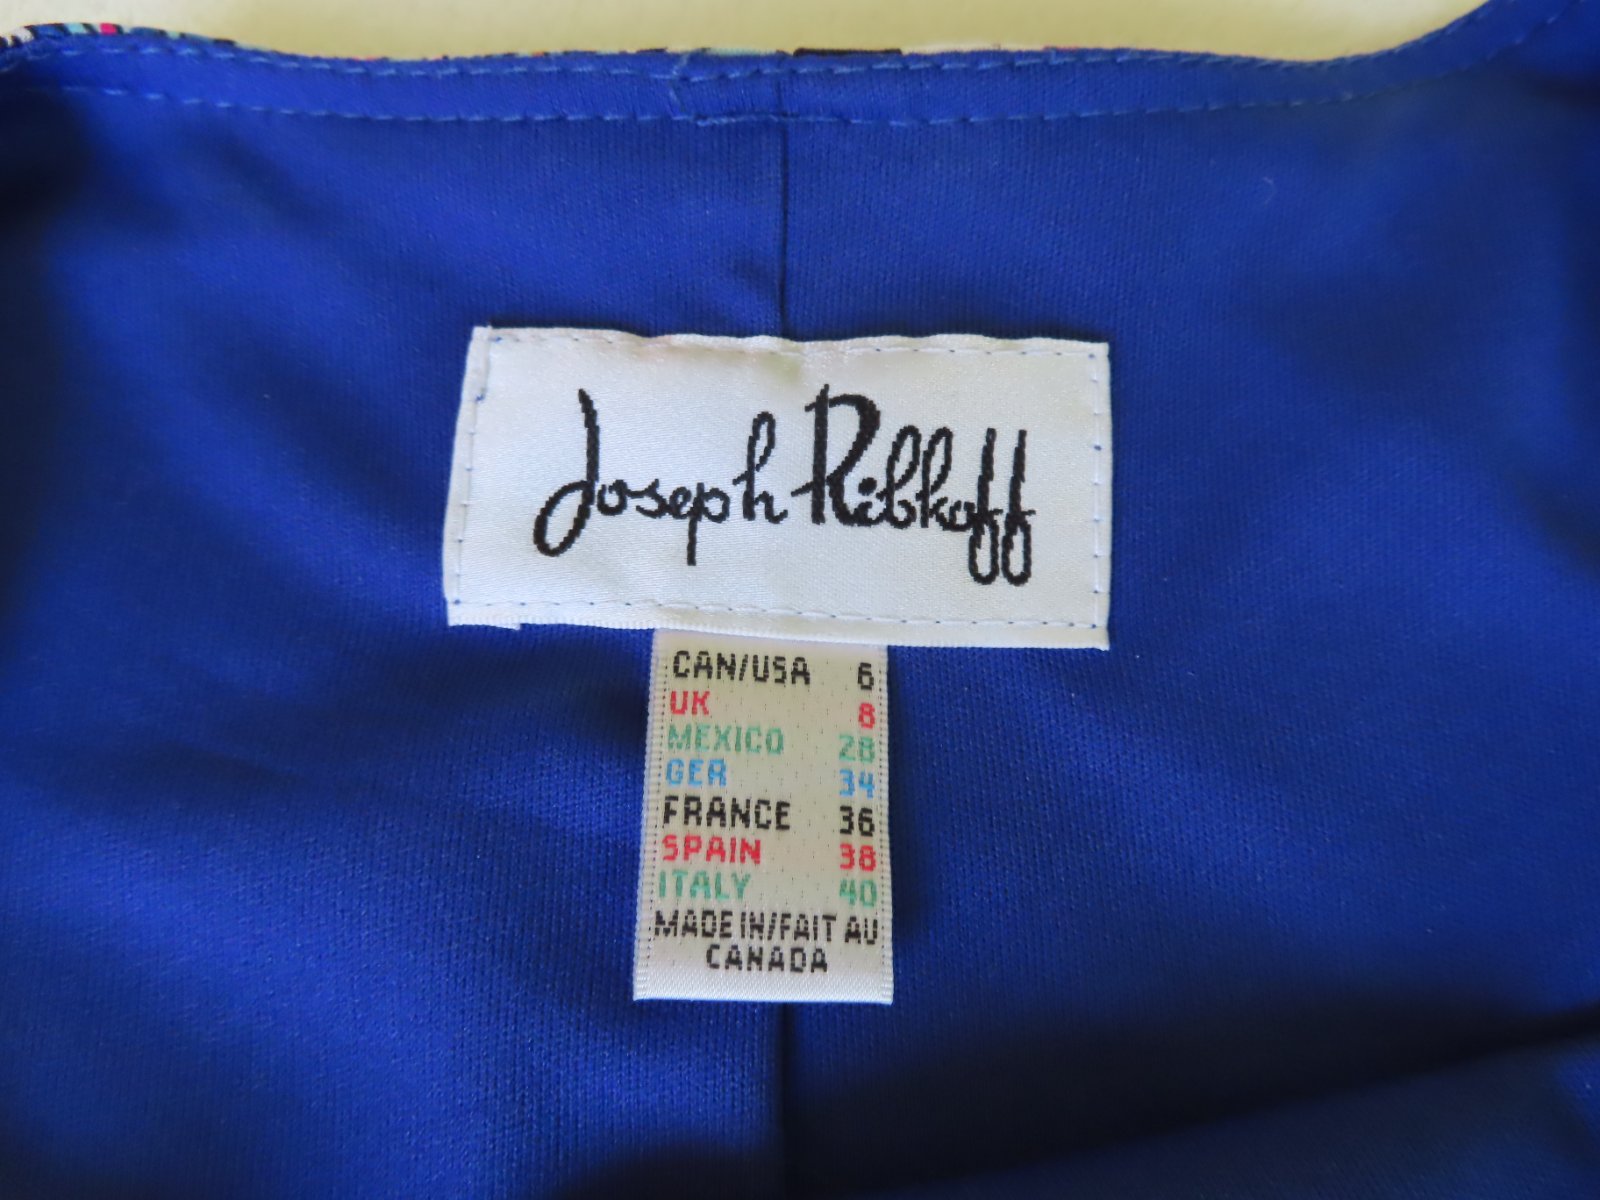 Joseph Ribkoff
CAN/USA 6
UK 8
MEXICO 28
GER 34
FRANCE 36
SPAIN 38
ITALY 40
MADE IN/FAIT AU
CANADA